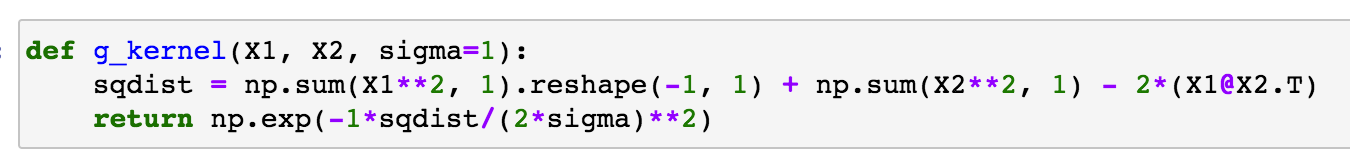 def g_kernel(X1, X2, sigma=1):
    sqdist = np.sum(X1**2, 1).reshape(-1, 1) + np.sum(X2**2, 1) - 2*(X1@X2.T)
    return np.exp(-1*sqdist/(2*sigma)**2)